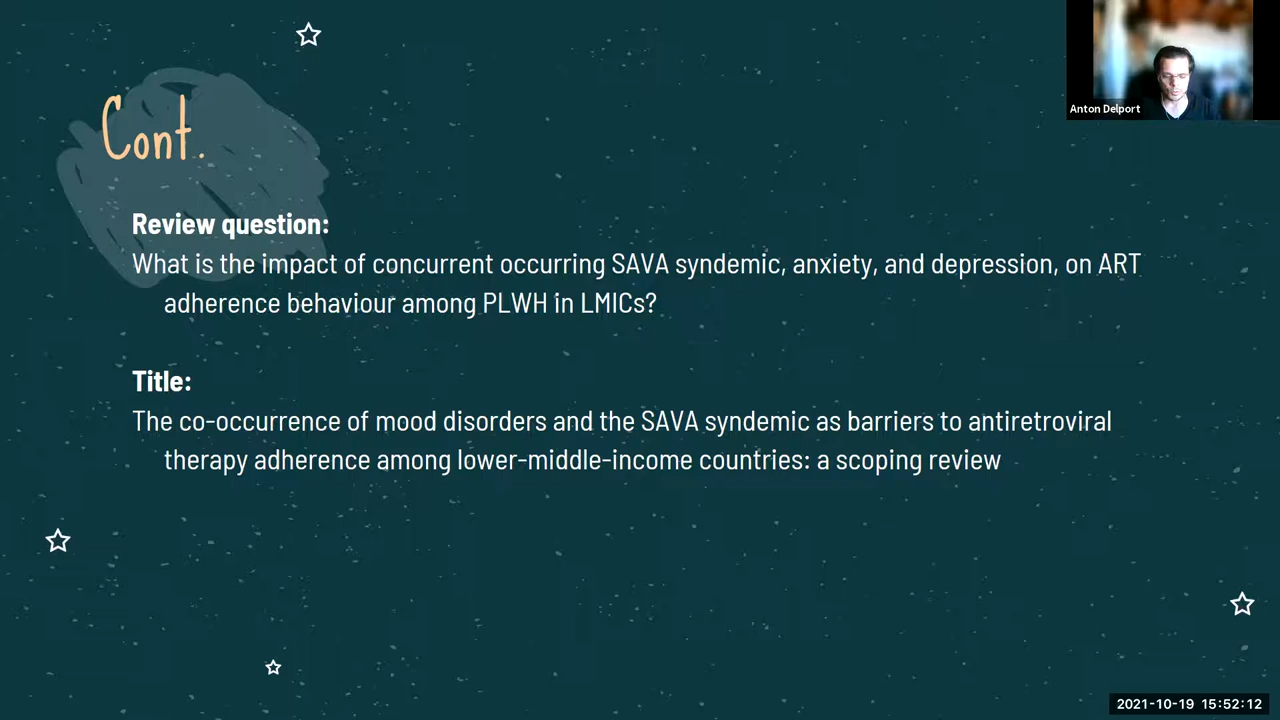 Cont.
Anton Delport
Review question:
What is the impact of concurrent occurring SAVA syndemic, anxiety, and depression, on ART
adherence behaviour among PLWH in LMICs?
Title:
The co-occurrence of mood disorders and the SAVA syndemic as barriers to antiretroviral
therapy adherence among lower-middle-income countries: a scoping review
2021-10-19 15:52:12